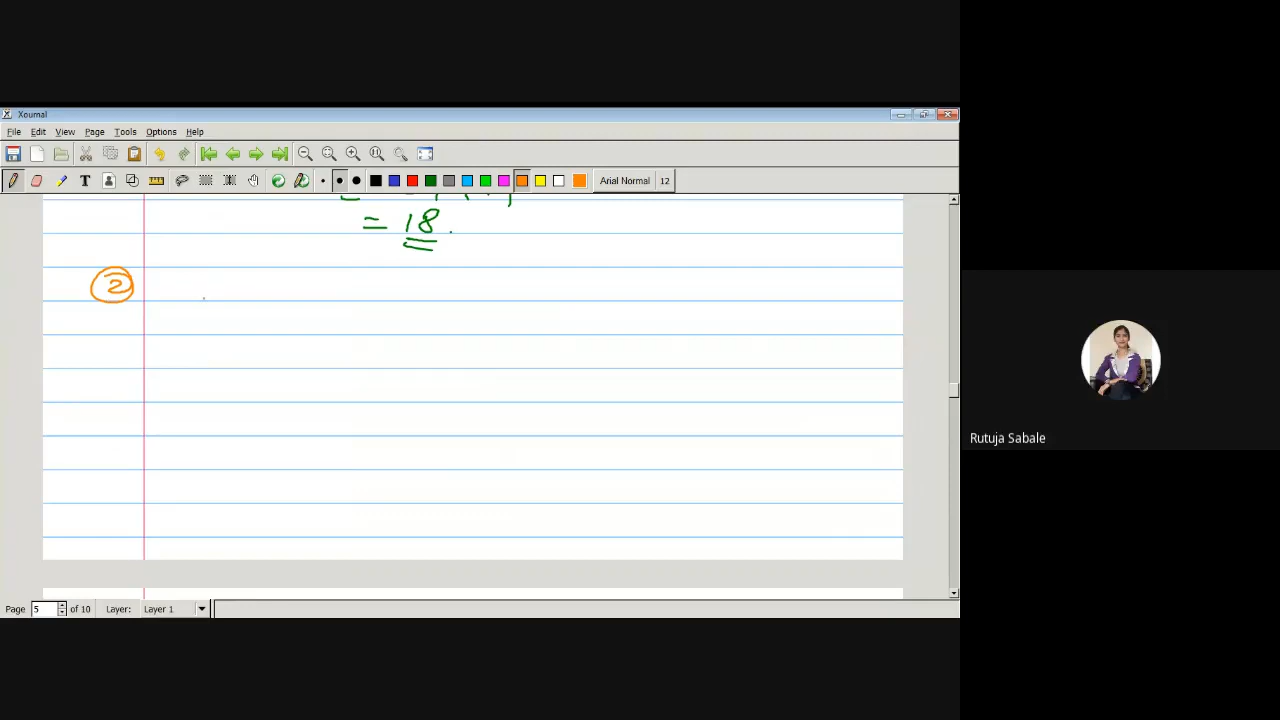 Xournal
File Edit View Page Tools Options Help
T Arial Normal 12
= 18.
2
Rutuja Sabale
Page 5 of 10 Layer: Layer 1